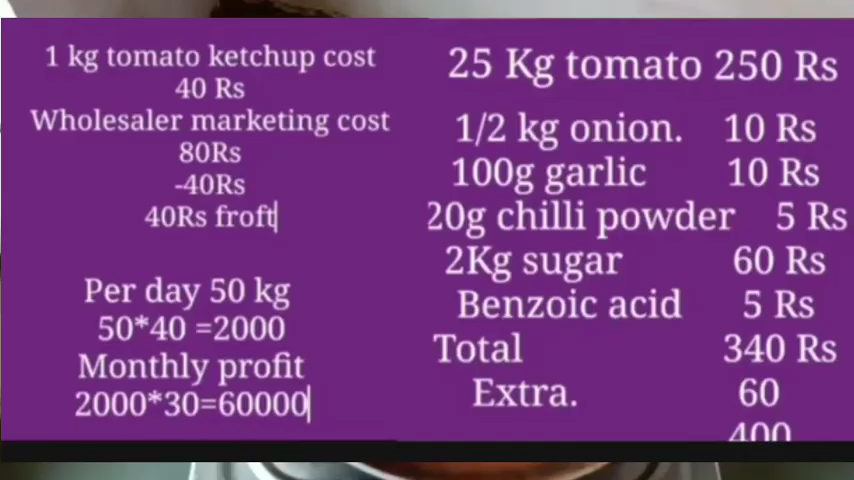 1 kg tomato ketchup cost
40 Rs
Wholesaler marketing cost
80Rs
-40Rs
40Rs froft
Per day 50 kg
50*40 =2000
Monthly profit
2000*30=60000
25 Kg tomato 250 Rs
1/2 kg onion. 10 Rs
100g garlic 10 Rs
20g chilli powder 5 Rs
2Kg sugar 60 Rs
Benzoic acid 5 Rs
Total 340 Rs
Extra. 60
400